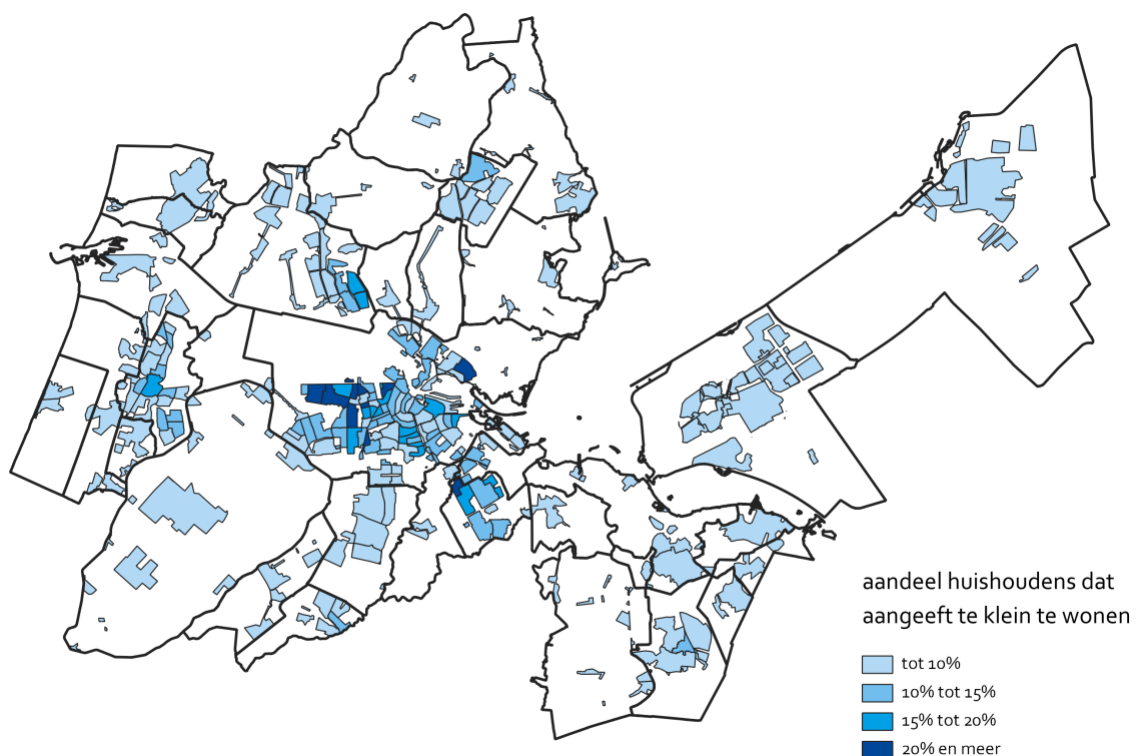 aandeel huishoudens dat
aangeeft te klein te wonen
tot 10%
10% tot 15%
15% tot 20%
20% en meer